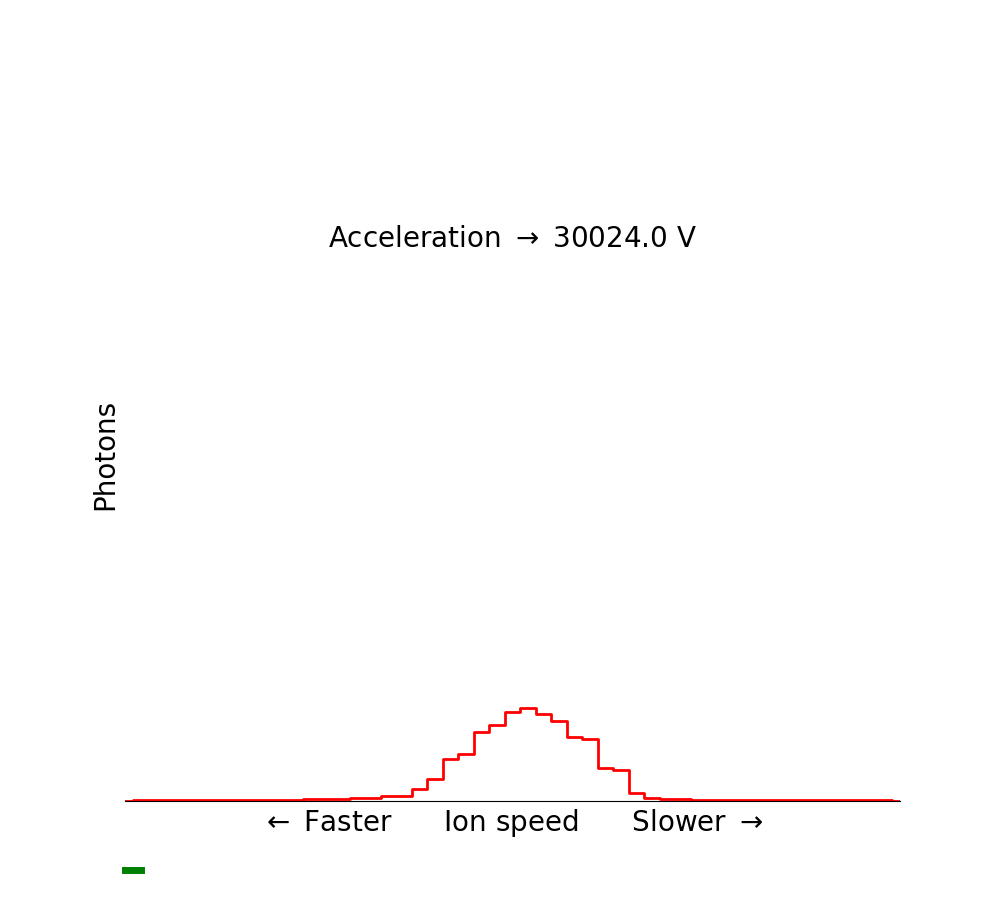 Acceleration → 30024.0 V
Photons
← Faster Ion speed Slower →